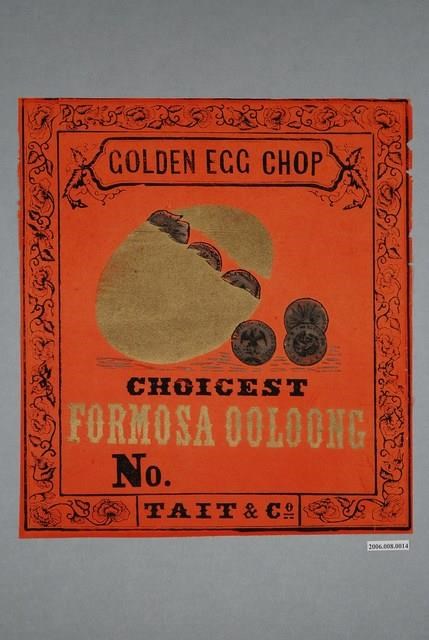 GOLDEN EGG CHOP
CHOICEST
FORMOSA OOLOONG
No.
TAIT & Co
2006.008.0014